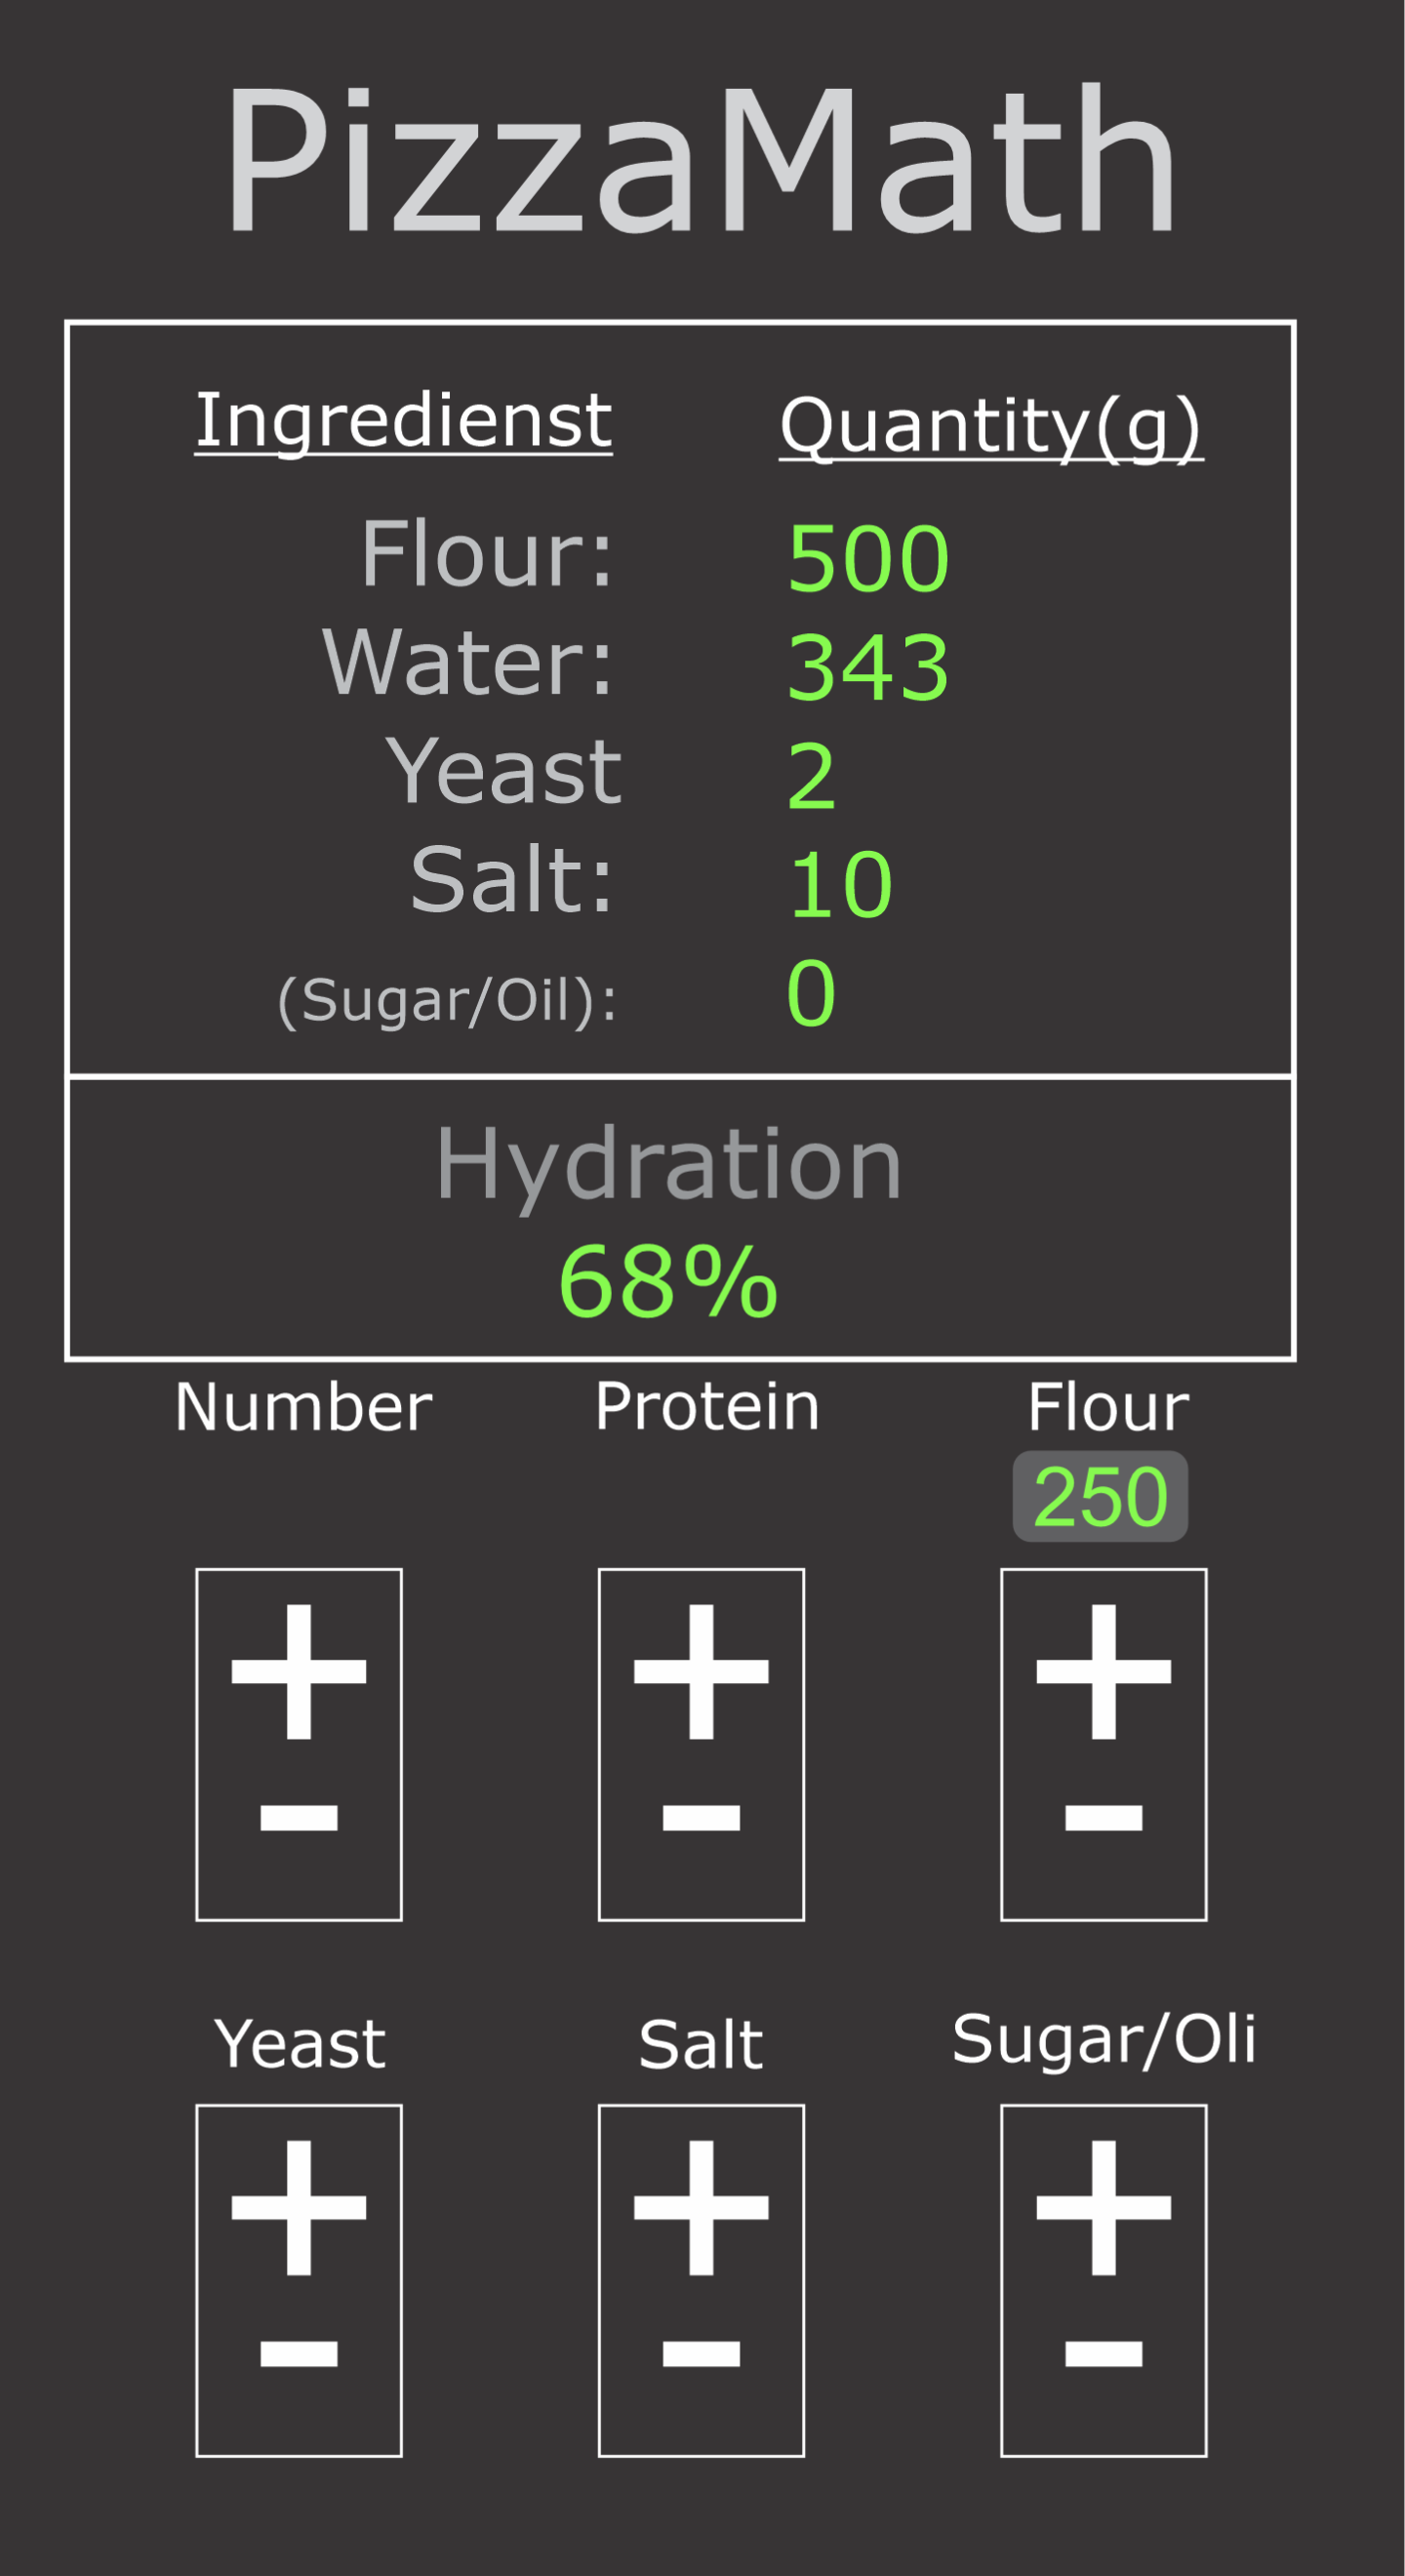 PizzaMath
Ingredienst Quantity(g)
Flour: 500
Water: 343
Yeast 2
Salt: 10
(Sugar/Oil): 0
Hydration
68%
Number Protein Flour
250
+ + +
- - -
Yeast Salt Sugar/Oli
+ + +
- - -